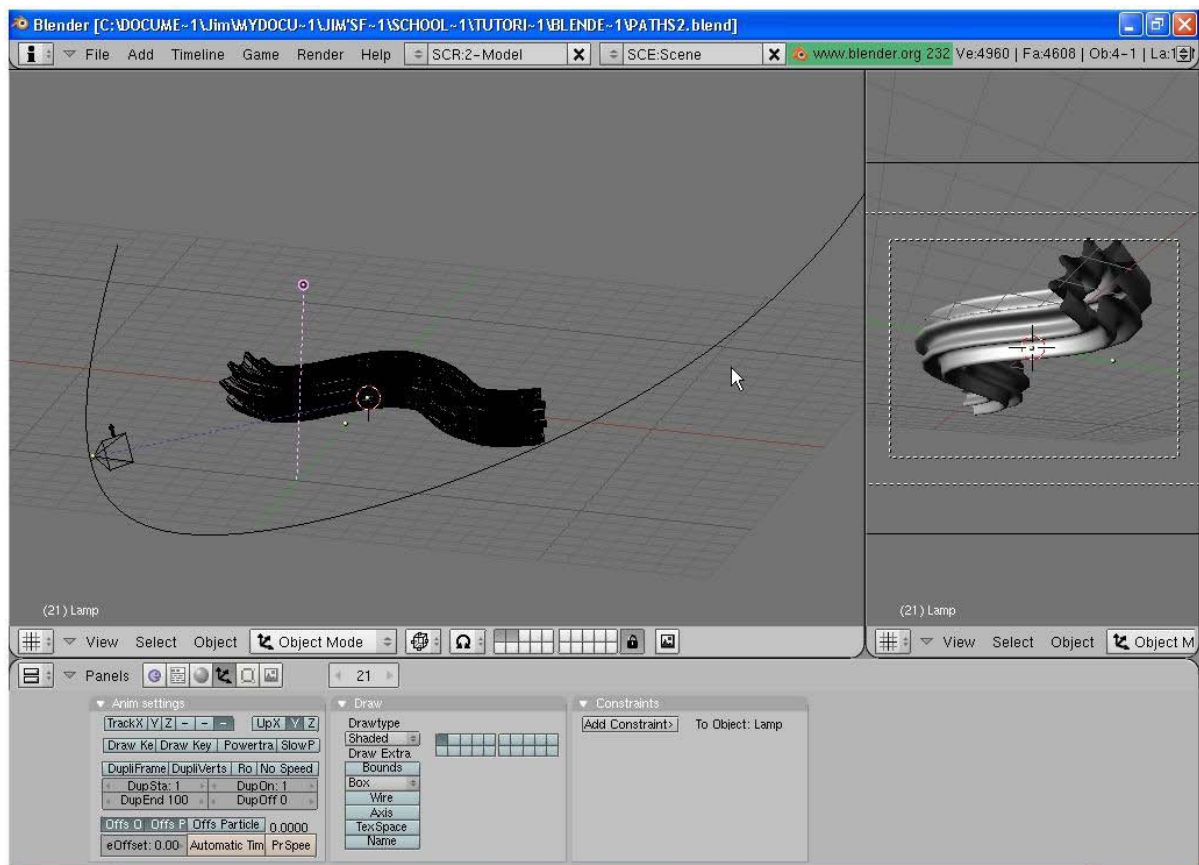 Blender [C:\DOCUME~1\Jim\MYDOCU~1\JIM'SF~1\SCHOOL~1\TUTORI~1\BLENDE~1\PATHS2.blend]
File Add Timeline Game Render Help SCR:2-Model X SCE:Scene X www.blender.org 232 Ve:4960 | Fa:4608 | Ob:4-1 | La:1
(21) Lamp
(21) Lamp
View Select Object Object Mode
View Select Object Object M
Panels 21
Anim settings
TrackX Y Z - - - UpX Y Z
Draw Ke Draw Key Powertra SlowP
DupliFrame DupliVerts Ro No Speed
DupSta: 1 DupOn: 1
DupEnd 100 DupOff 0
Offs O Offs P Offs Particle 0.0000
eOffset: 0.00 Automatic Tim PrSpee
Draw
Drawtype
Shaded
Draw Extra
Bounds
Box
Wire
Axis
TexSpace
Name
Constraints
Add Constraint To Object: Lamp